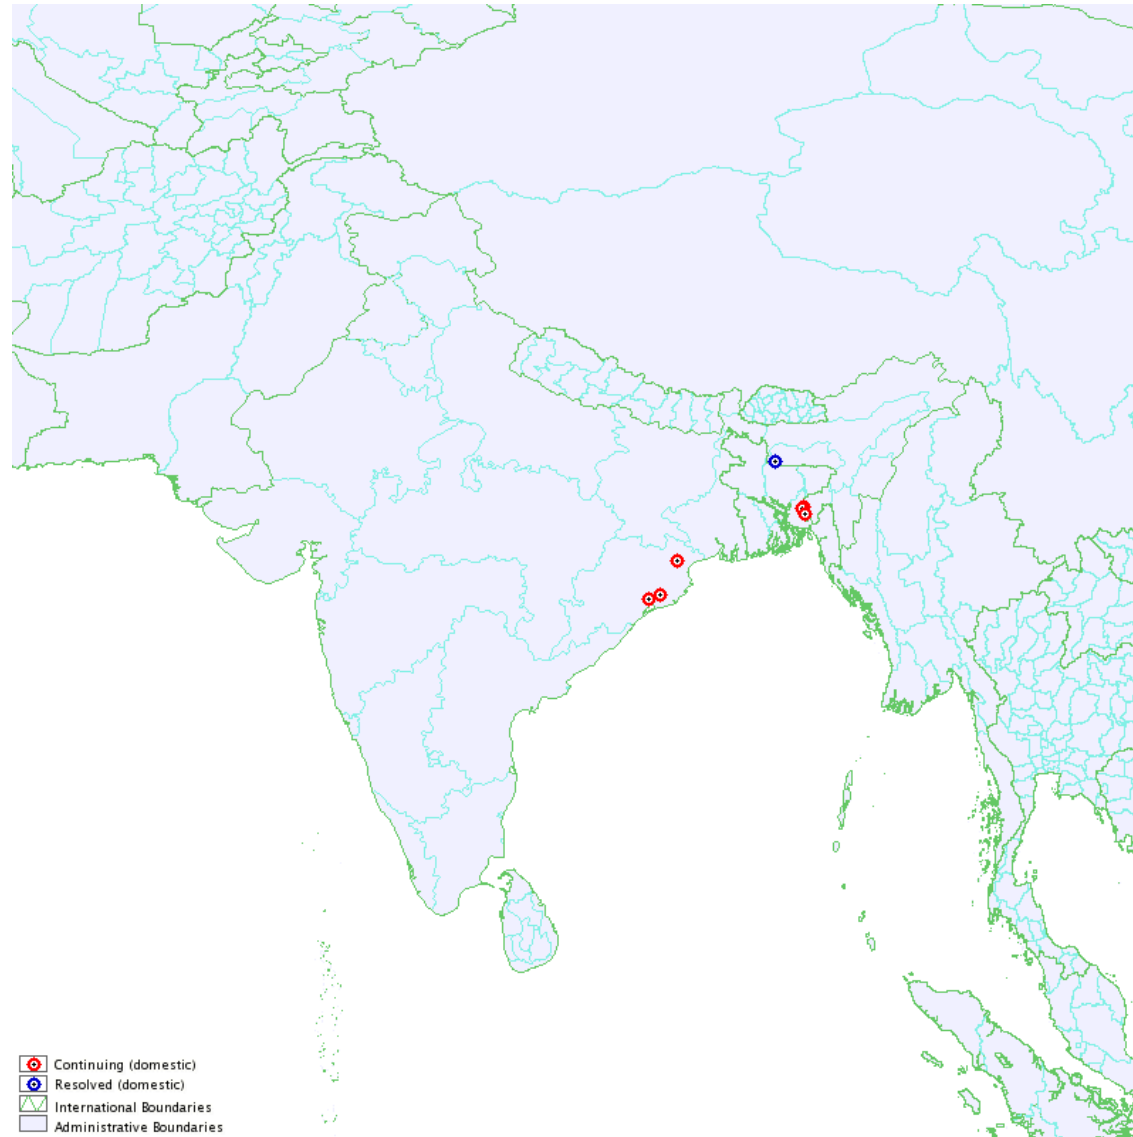 Continuing (domestic)
Resolved (domestic)
International Boundaries
Administrative Boundaries